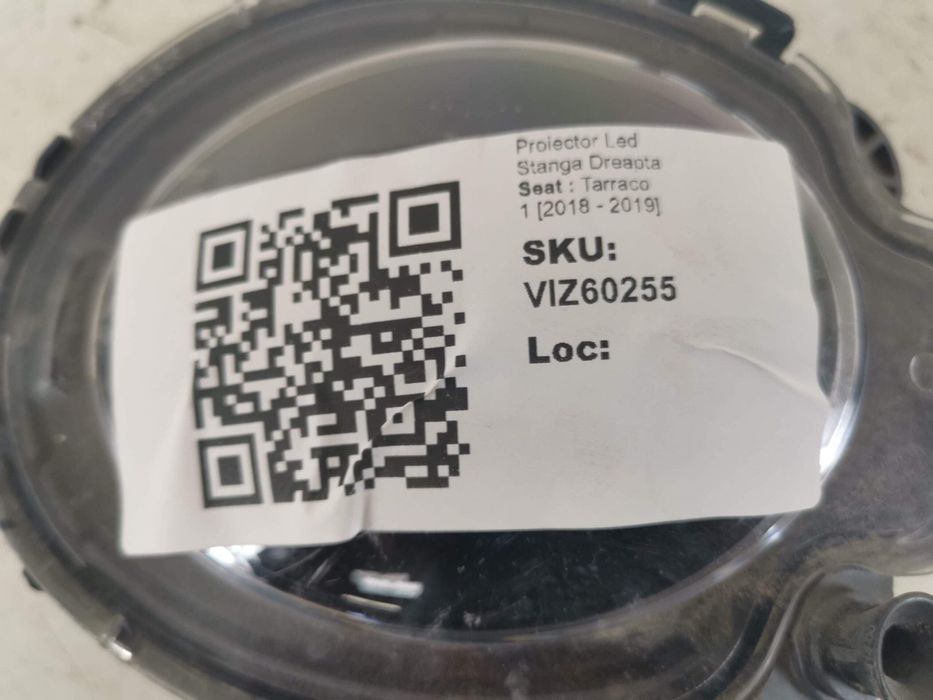 Proiector Led
Stanga Dreapta
Seat : Tarraco
1 [2018 - 2019]
SKU:
VIZ60255
Loc: